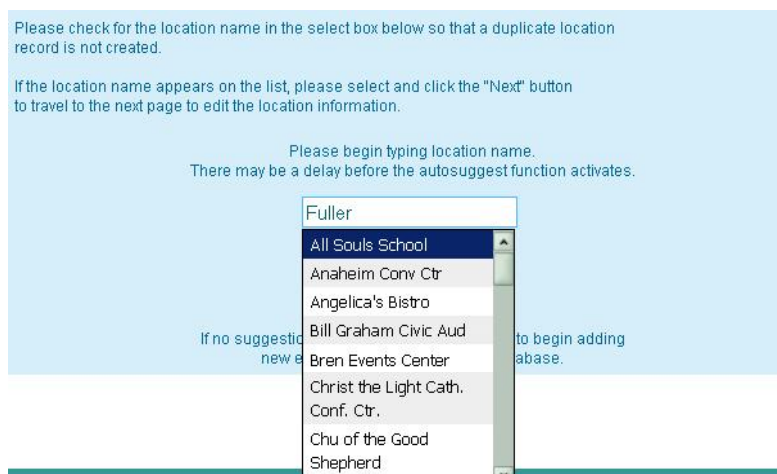 Please check for the location name in the select box below so that a duplicate location
record is not created.
If the location name appears on the list, please select and click the "Next" button
to travel to the next page to edit the location information.
Please begin typing location name.
There may be a delay before the autosuggest function activates.
Fuller
All Souls School
Anaheim Conv Ctr
Angelica's Bistro
Bill Graham Civic Aud
If no to begin adding
Bren Events Center
new
Christ the Light Cath.
Conf. Ctr.
Chu of the Good
Shepherd